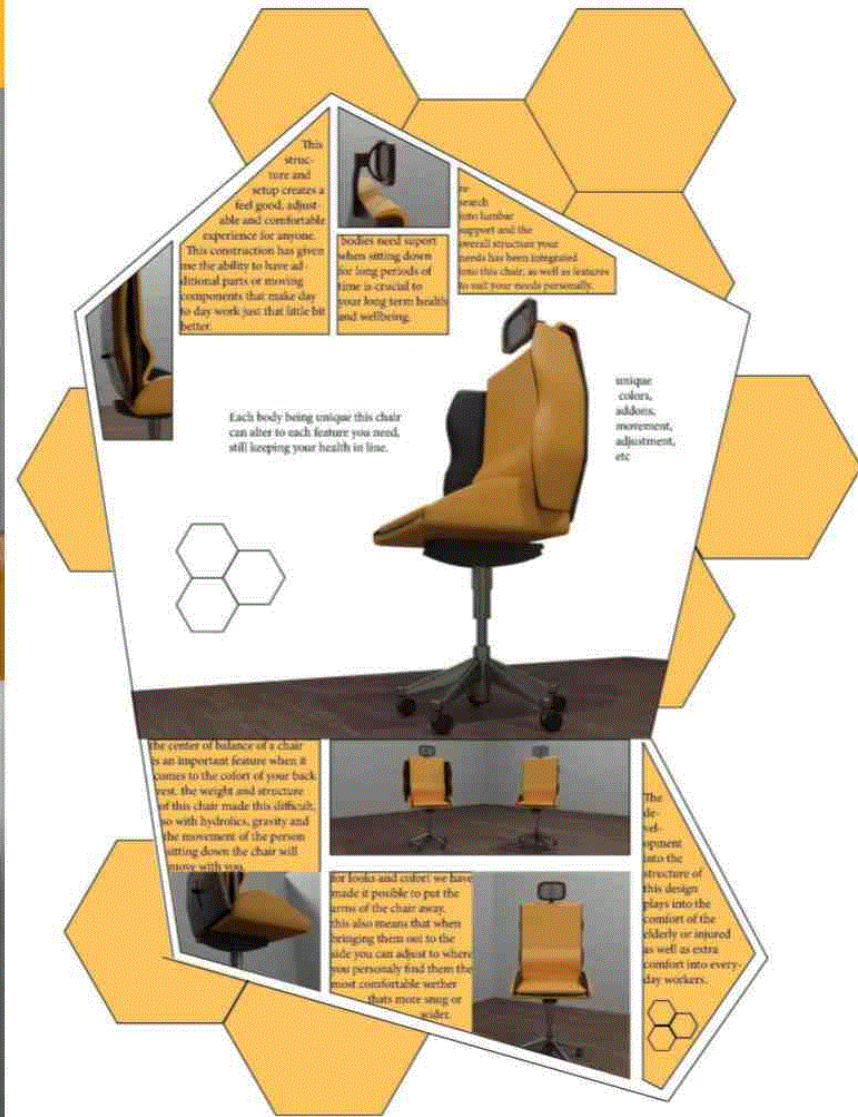 This
struc-
ture and
setup creates a
feel good, adjust-
able and comfortable
experience for anyone.
This construction has given
me the ability to have ad-
ditional parts or moving
components that make day
to day work just that little bit
better.
bodies need suport
when sitting down
for long periods of
time is crucial to
your long term health
and wellbeing.
re
search
into lumbar
support and the
overall structure your
needs has been integrated
into this chair, as well as features
to suit your needs personally.
Each body being unique this chair
can alter to each feature you need,
still keeping your health in line.
unique
colors,
addons,
movement,
adjustment,
etc
the center of balance of a chair
is an important feature when it
comes to the colort of your back
rest. the weight and structure
of this chair made this difficult,
so with hydrolics, gravity and
the movement of the person
sitting down the chair will
move with you.
for looks and colort we have
made it posible to put the
arms of the chair away.
this also means that when
bringing them out to the
side you can adjust to where
you personaly find them the
most comfortable wether
thats more snug or
wider.
The
de-
vel-
opment
into the
structure of
this design
plays into the
comfort of the
elderly or injured
as well as extra
comfort into every-
day workers.